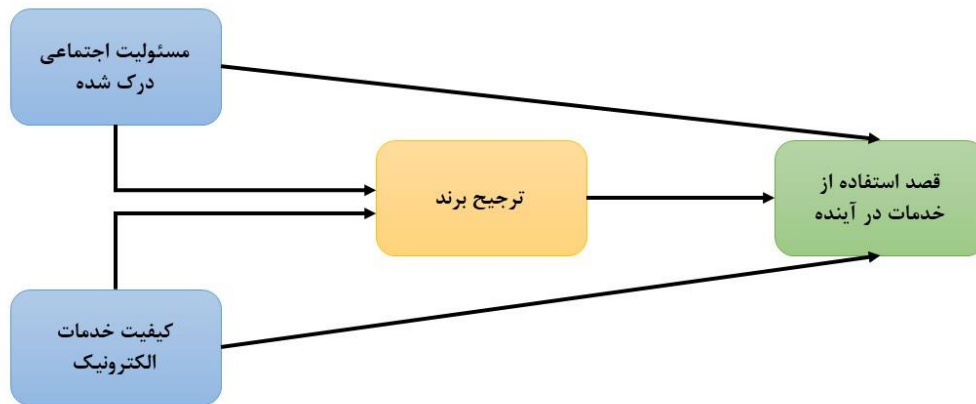 مسئولیت اجتماعی
درک شده
ترجیح برند
قصد استفاده از
خدمات در آینده
کیفیت خدمات
الکترونیک